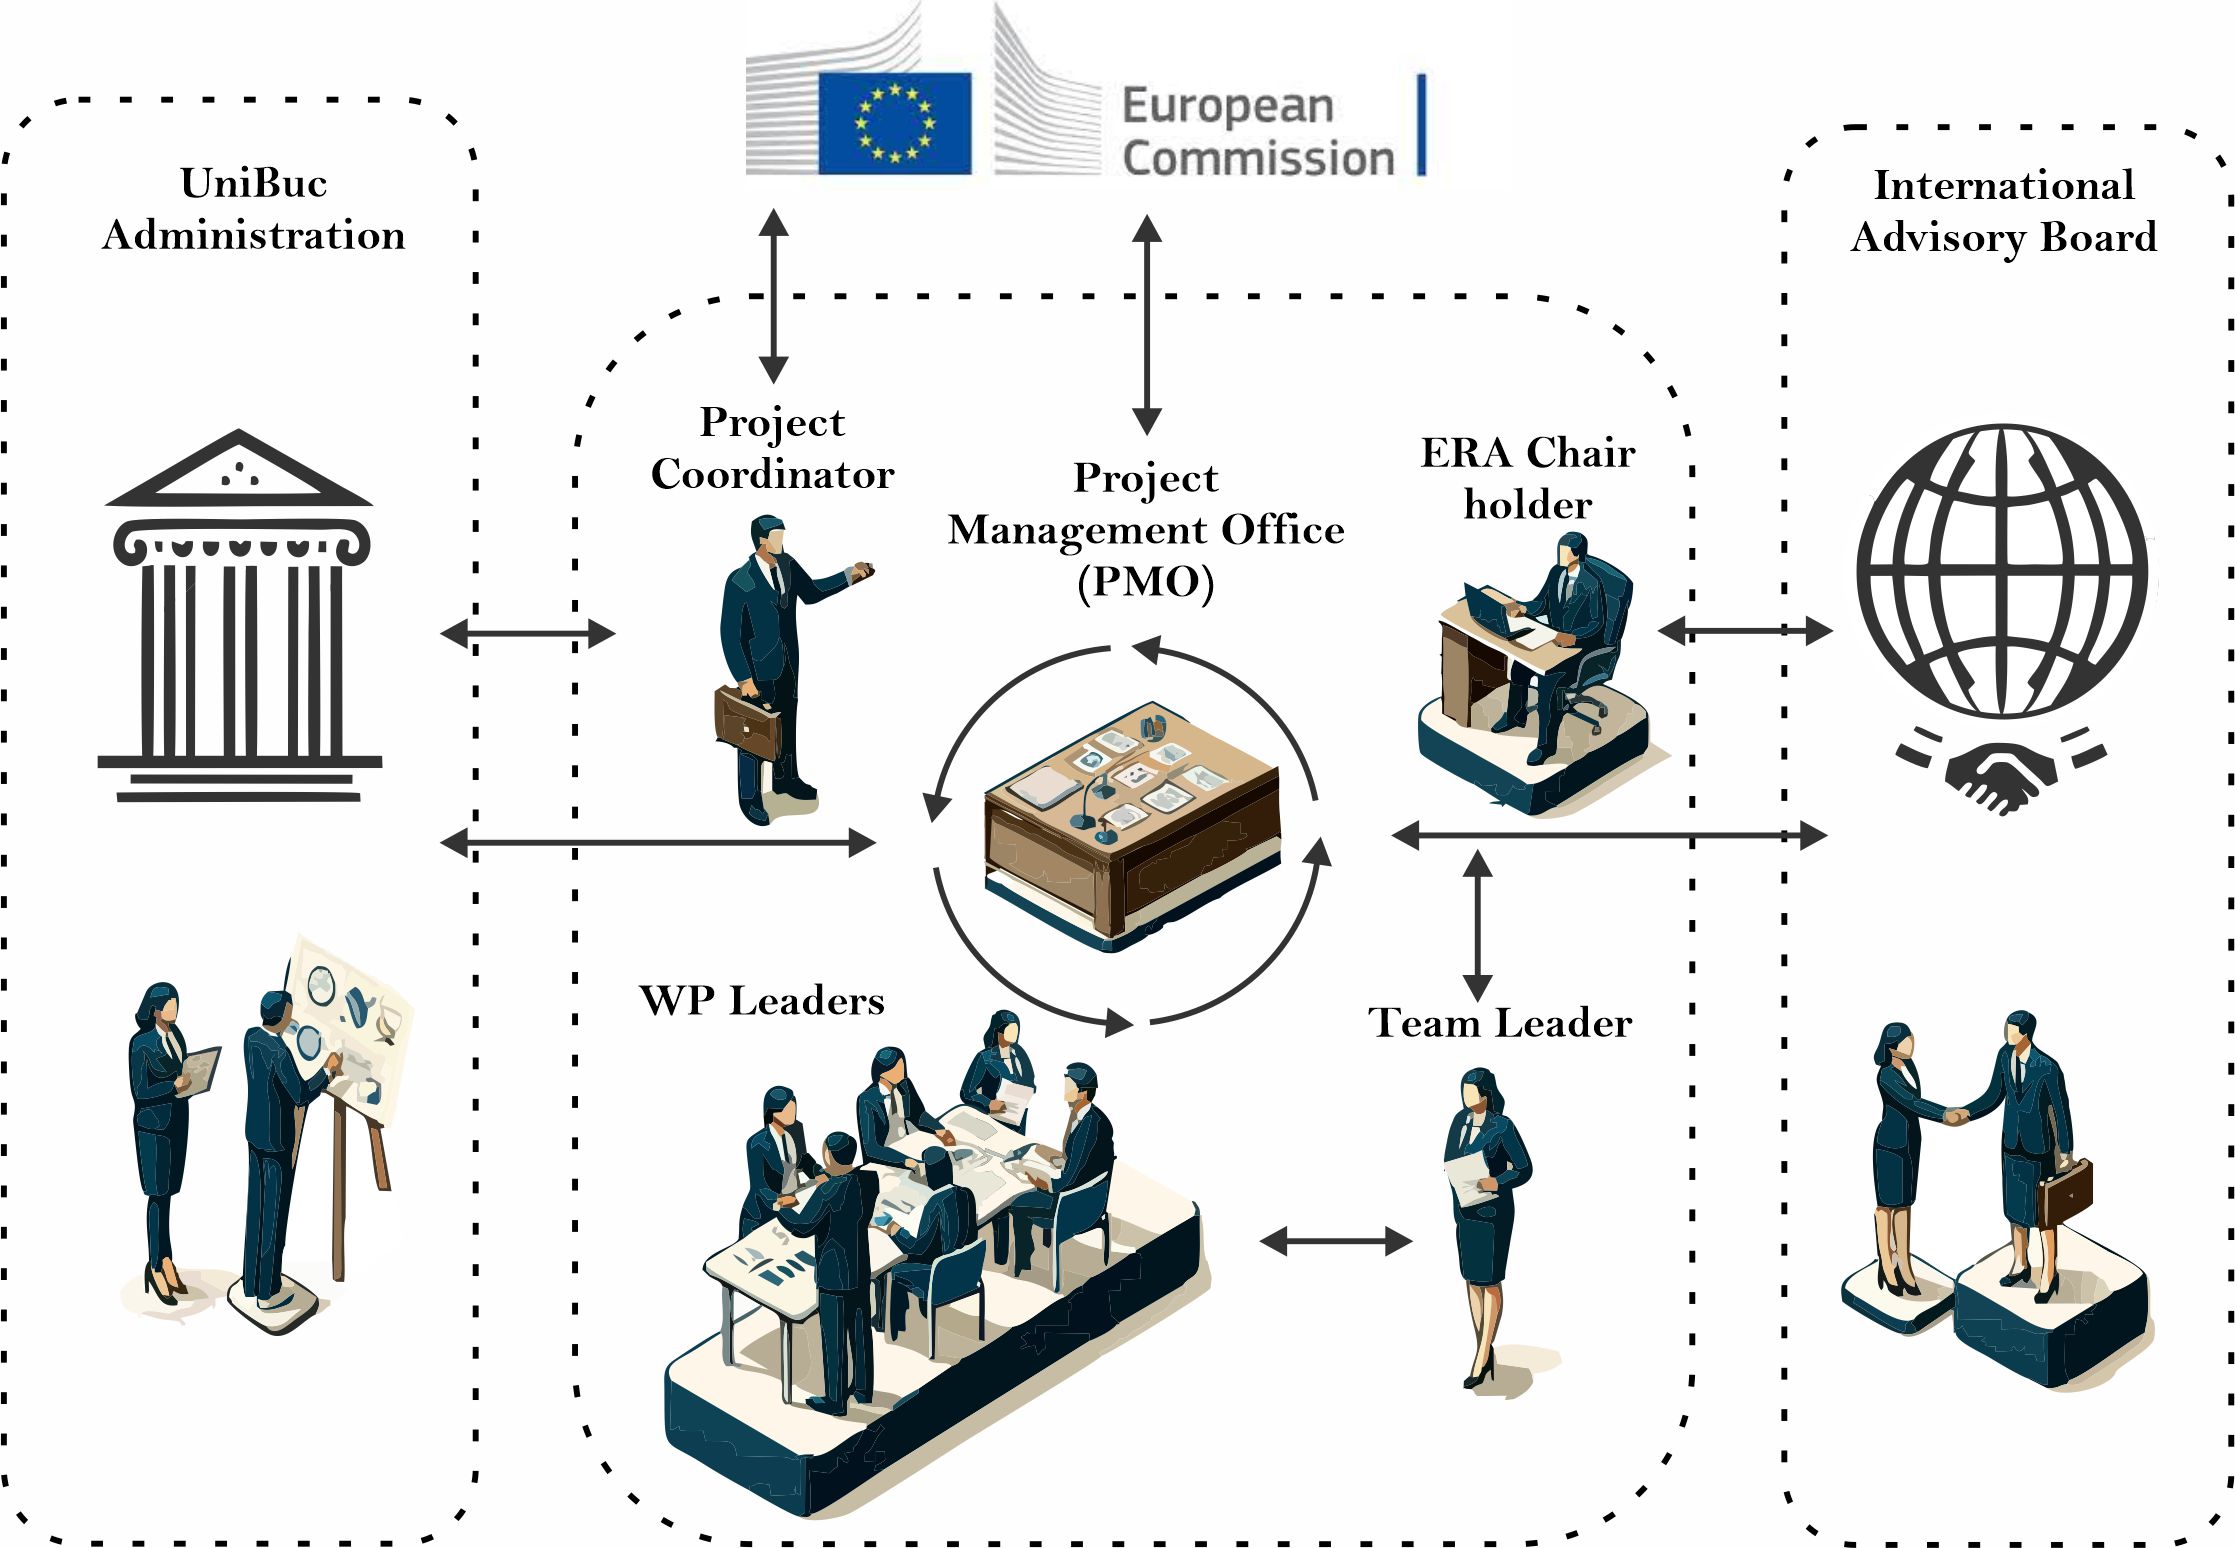 European
Commission
UniBuc
Administration
International
Advisory Board
Project
Coordinator
Project
Management Office
(PMO)
ERA Chair
holder
WP Leaders
Team Leader